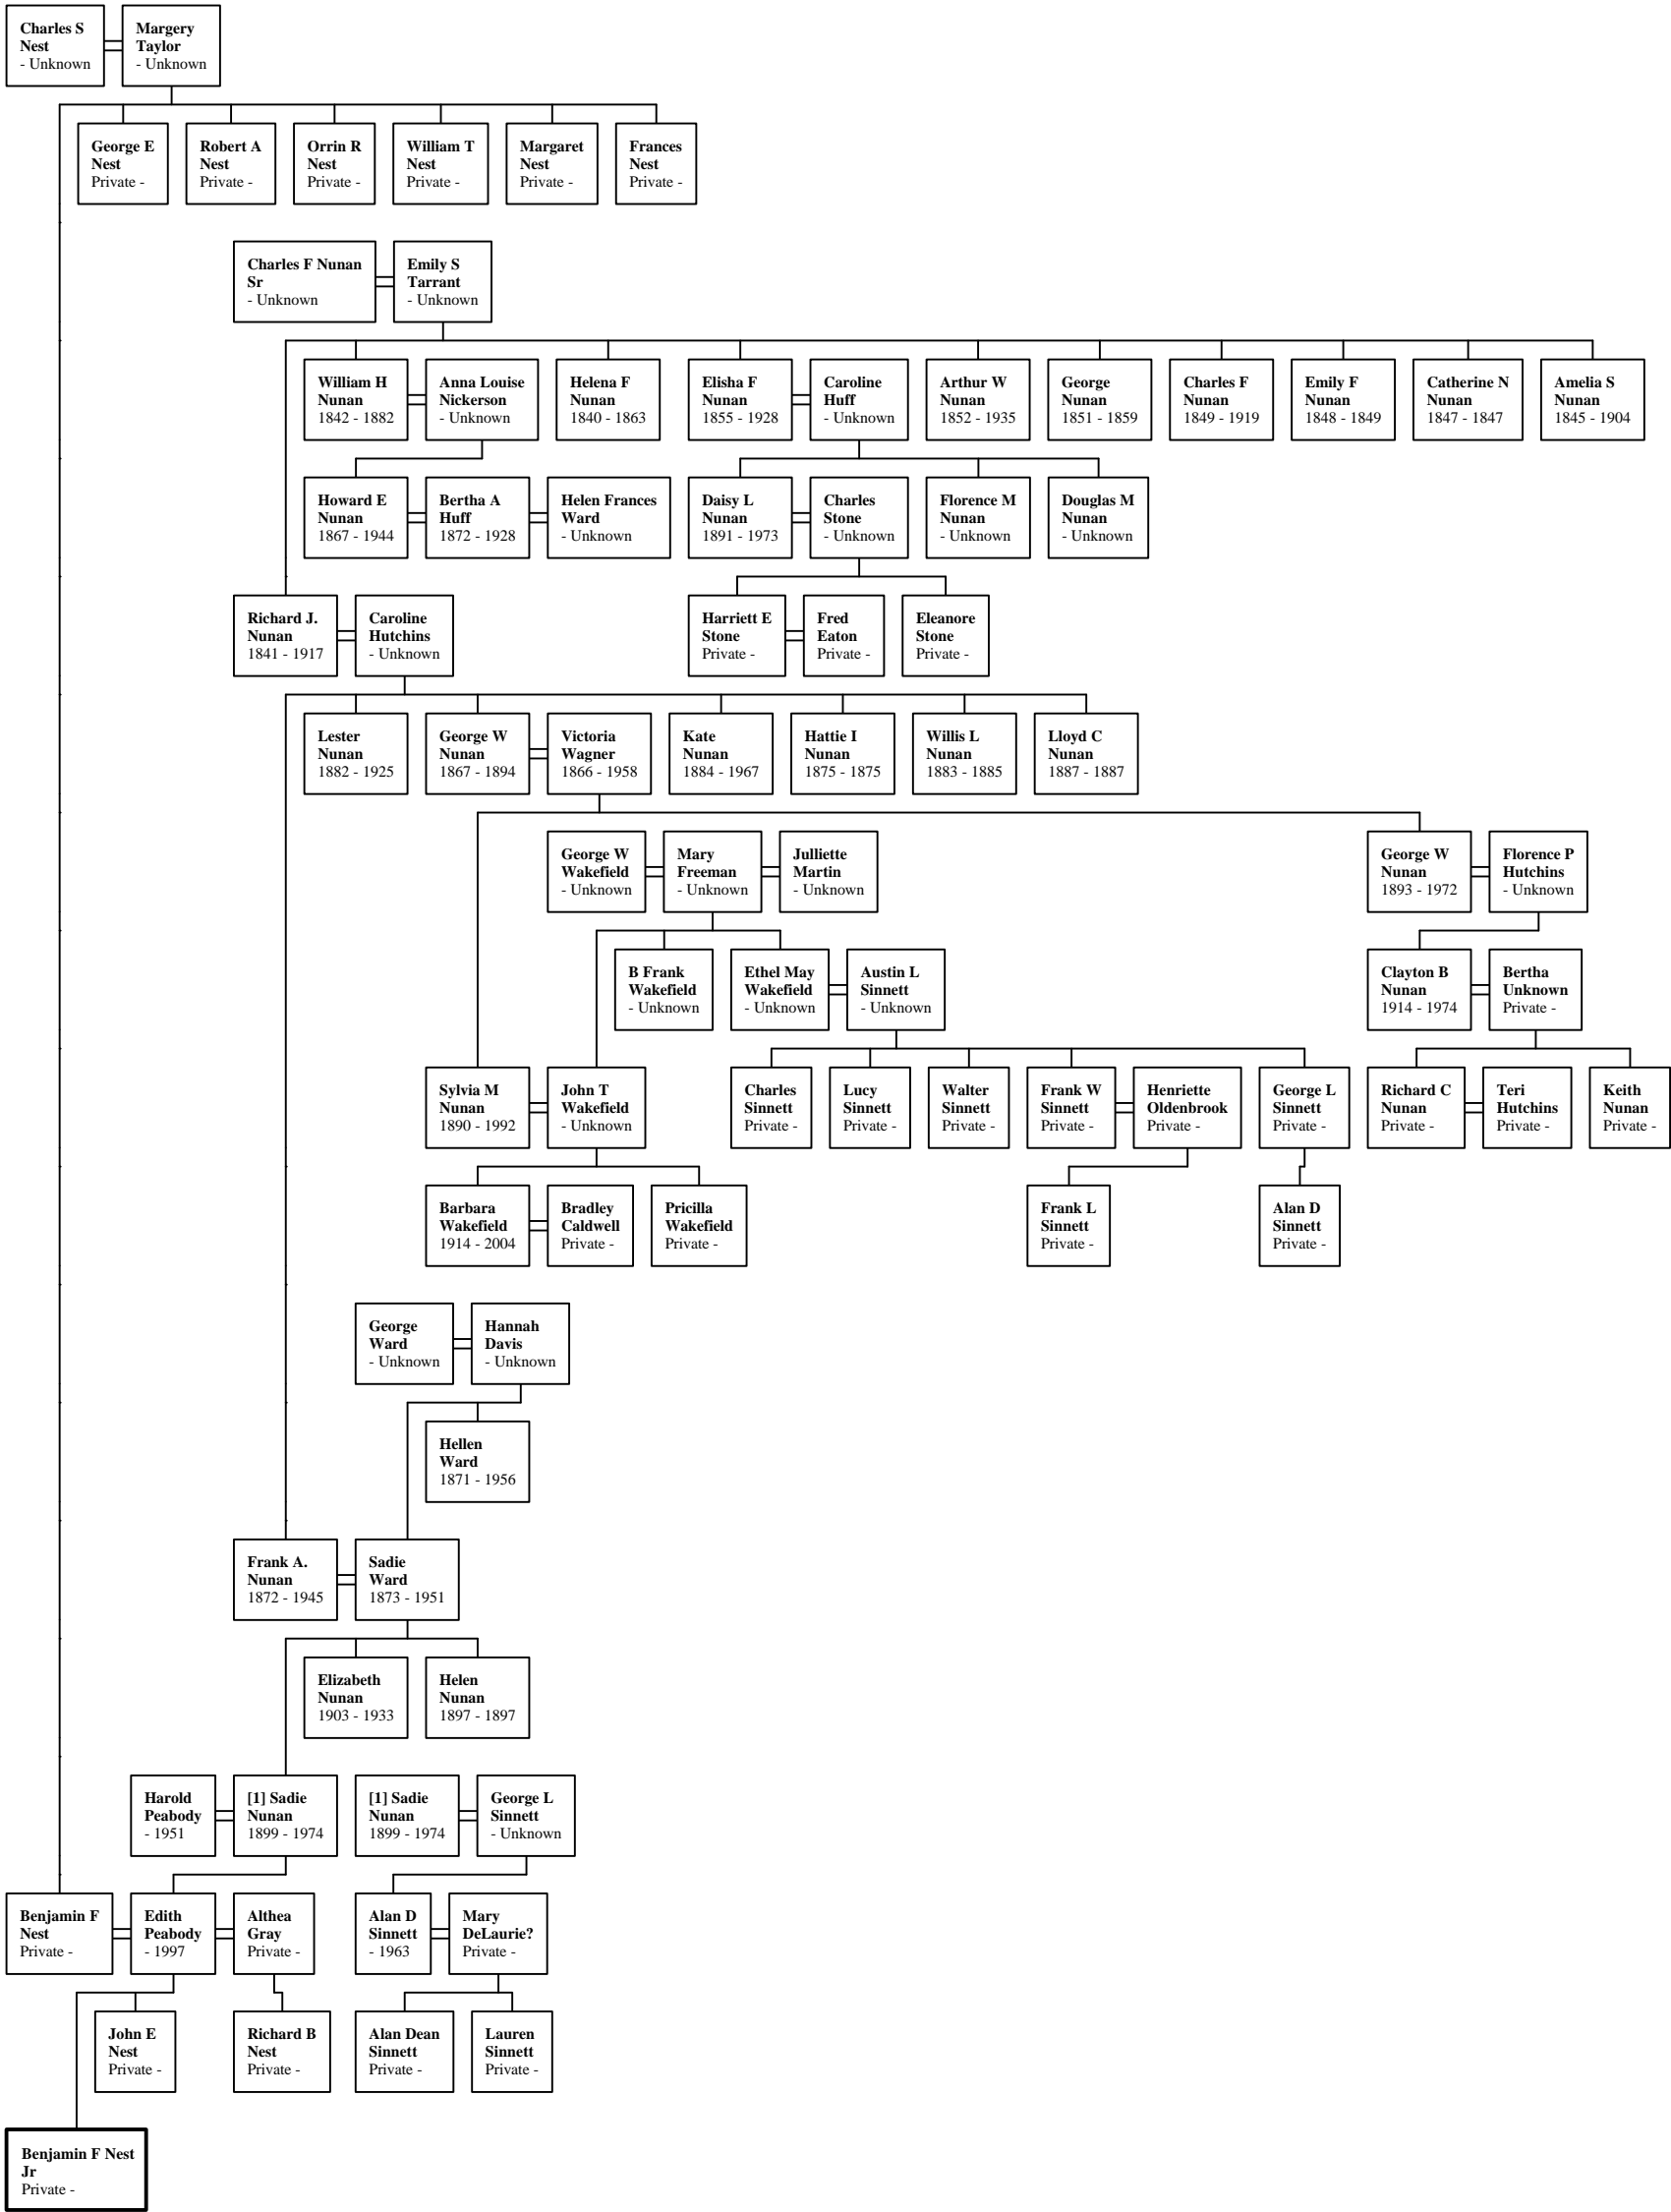 Charles S
Nest
- Unknown
Margery
Taylor
- Unknown
George E
Nest
Private -
Robert A
Nest
Private -
Orrin R
Nest
Private -
William T
Nest
Private -
Margaret
Nest
Private -
Frances
Nest
Private -
Charles F Nunan
Sr
- Unknown
Emily S
Tarrant
- Unknown
William H
Nunan
1842 - 1882
Anna Louise
Nickerson
- Unknown
Helena F
Nunan
1840 - 1863
Elisha F
Nunan
1855 - 1928
Caroline
Huff
- Unknown
Arthur W
Nunan
1852 - 1935
George
Nunan
1851 - 1859
Charles F
Nunan
1849 - 1919
Emily F
Nunan
1848 - 1849
Catherine N
Nunan
1847 - 1847
Amelia S
Nunan
1845 - 1904
Howard E
Nunan
1867 - 1944
Bertha A
Huff
1872 - 1928
Helen Frances
Ward
- Unknown
Daisy L
Nunan
1891 - 1973
Charles
Stone
- Unknown
Florence M
Nunan
- Unknown
Douglas M
Nunan
- Unknown
Richard J.
Nunan
1841 - 1917
Caroline
Hutchins
- Unknown
Harriett E
Stone
Private -
Fred
Eaton
Private -
Eleanore
Stone
Private -
Lester
Nunan
1882 - 1925
George W
Nunan
1867 - 1894
Victoria
Wagner
1866 - 1958
Kate
Nunan
1884 - 1967
Hattie I
Nunan
1875 - 1875
Willis L
Nunan
1883 - 1885
Lloyd C
Nunan
1887 - 1887
George W
Wakefield
- Unknown
Mary
Freeman
- Unknown
Julliette
Martin
- Unknown
George W
Nunan
1893 - 1972
Florence P
Hutchins
- Unknown
B Frank
Wakefield
- Unknown
Ethel May
Wakefield
- Unknown
Austin L
Sinnett
- Unknown
Clayton B
Nunan
1914 - 1974
Bertha
Unknown
Private -
Sylvia M
Nunan
1890 - 1992
John T
Wakefield
- Unknown
Charles
Sinnett
Private -
Lucy
Sinnett
Private -
Walter
Sinnett
Private -
Frank W
Sinnett
Private -
Henriette
Oldenbrook
Private -
George L
Sinnett
Private -
Richard C
Nunan
Private -
Teri
Hutchins
Private -
Keith
Nunan
Private -
Barbara
Wakefield
1914 - 2004
Bradley
Caldwell
Private -
Pricilla
Wakefield
Private -
Frank L
Sinnett
Private -
Alan D
Sinnett
Private -
George
Ward
- Unknown
Hannah
Davis
- Unknown
Hellen
Ward
1871 - 1956
Frank A.
Nunan
1872 - 1945
Sadie
Ward
1873 - 1951
Elizabeth
Nunan
1903 - 1933
Helen
Nunan
1897 - 1897
Harold
Peabody
- 1951
[1] Sadie
Nunan
1899 - 1974
[1] Sadie
Nunan
1899 - 1974
George L
Sinnett
- Unknown
Benjamin F
Nest
Private -
Edith
Peabody
- 1997
Althea
Gray
Private -
Alan D
Sinnett
- 1963
Mary
DeLaurie?
Private -
John E
Nest
Private -
Richard B
Nest
Private -
Alan Dean
Sinnett
Private -
Lauren
Sinnett
Private -
Benjamin F Nest
Jr
Private -